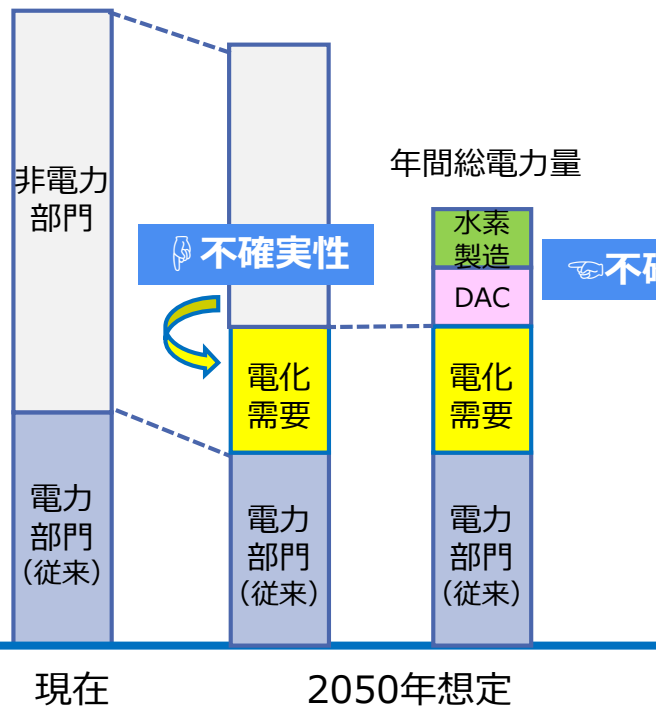 非電力
部門
電力
部門
（従来）
☟不確実性
電化
需要
電力
部門
（従来）
年間総電力量
水素
製造
DAC
電化
需要
電力
部門
（従来）
☜不確
現在
2050年想定